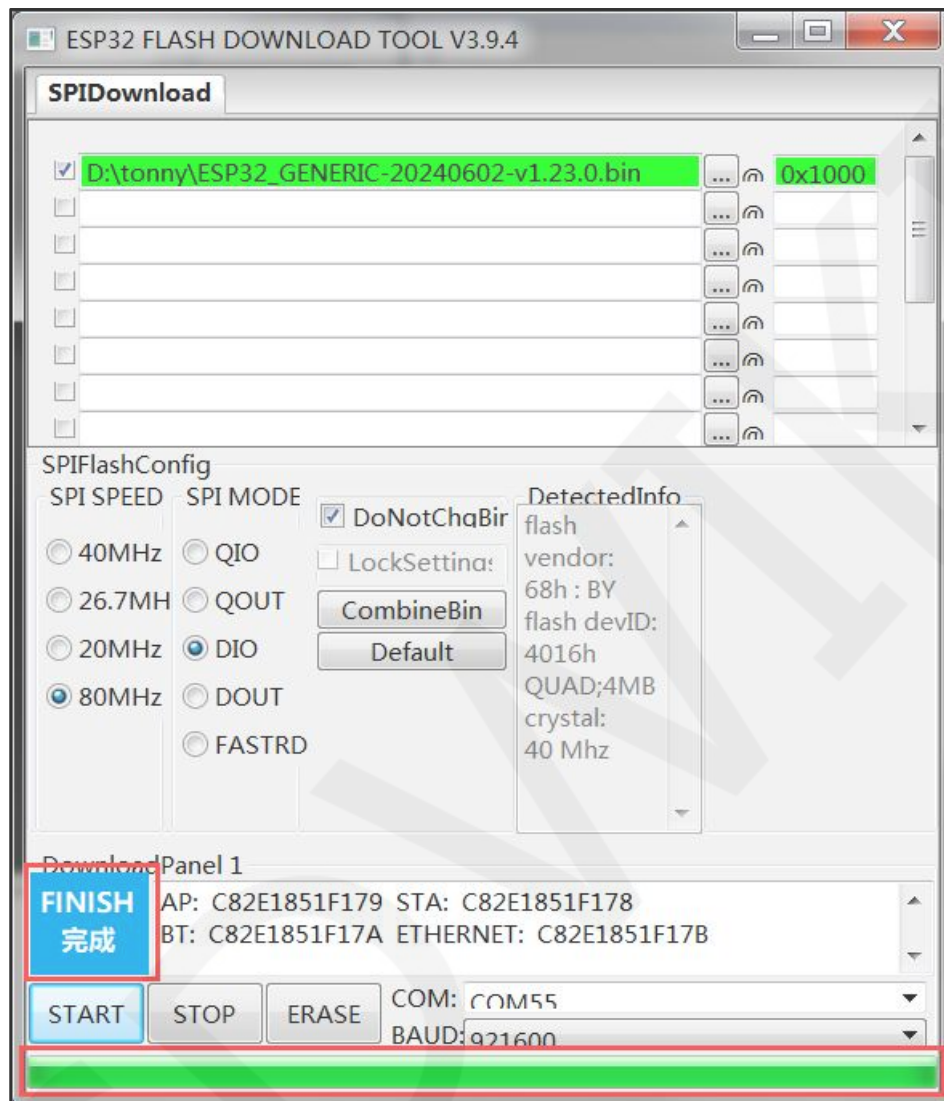 ESP32 FLASH DOWNLOAD TOOL V3.9.4
SPIDownload
D:\tonny\ESP32_GENERIC-20240602-v1.23.0.bin ... @ 0x1000
... @
... @
... @
... @
... @
... @
... @
SPIFlashConfig
SPI SPEED
40MHz
26.7MH
20MHz
80MHz
SPI MODE
QIO
QOUT
DIO
DOUT
FASTRD
DoNotChgBin
LockSettings
CombineBin
Default
DetectedInfo
flash
vendor:
68h : BY
flash devID:
4016h
QUAD;4MB
crystal:
40 Mhz
DownloadPanel 1
FINISH
完成
AP: C82E1851F179 STA: C82E1851F178
BT: C82E1851F17A ETHERNET: C82E1851F17B
START
STOP
ERASE
COM: COM55
BAUD: 921600